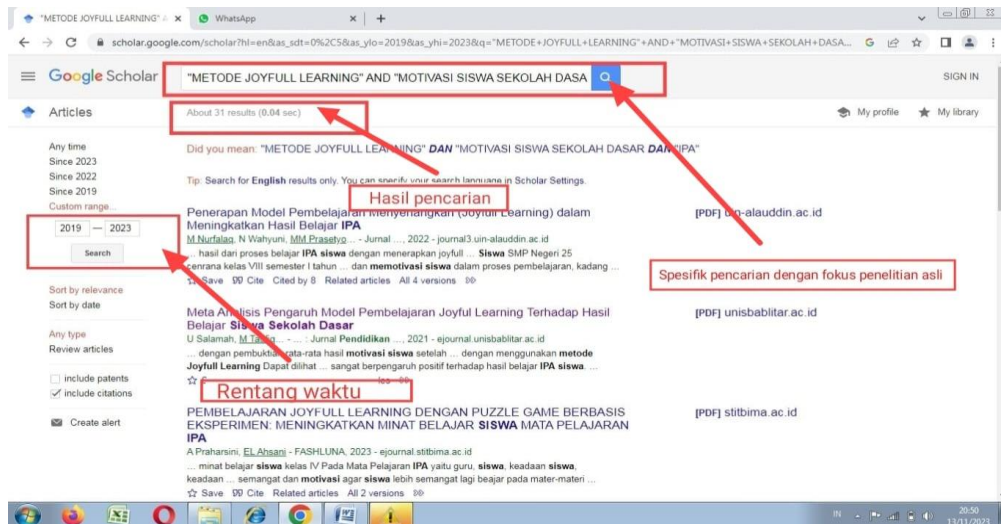 "METODE JOYFULL LEARNING" A
WhatsApp
scholar.google.com/scholar?hl=en&as_sdt=0%2C5&as_ylo=2019&as_yhi=2023&q="METODE+JOYFULL+LEARNING"+AND+"MOTIVASI+SISWA+SEKOLAH+DASA...
Google Scholar
"METODE JOYFULL LEARNING" AND "MOTIVASI SISWA SEKOLAH DASA
SIGN IN
Articles
About 31 results (0.04 sec)
My profile
My library
Any time
Since 2023
Since 2022
Since 2019
Custom range...
2019 — 2023
Search
Sort by relevance
Sort by date
Any type
Review articles
include patents
include citations
Create alert
Did you mean: "METODE JOYFULL LEARNING" DAN "MOTIVASI SISWA SEKOLAH DASAR DAN "IPA"
Tip: Search for English results only. You can specify your search language in Scholar Settings.
Hasil pencarian
Penerapan Model Pembelajaran Menyenangkan (Joyfull Learning) dalam
Meningkatkan Hasil Belajar IPA
M Nurfalaq, N Wahyuni, MM Prasetyo... - Jurnal ..., 2022 - journal3.uin-alauddin.ac.id
... hasil dari proses belajar IPA siswa dengan menerapkan joyfull ... Siswa SMP Negeri 25
cenrana kelas VIII semester I tahun ... dan memotivasi siswa dalam proses pembelajaran, kadang ...
Save Cite Cited by 8 Related articles All 4 versions
[PDF] uin-alauddin.ac.id
Spesifik pencarian dengan fokus penelitian asli
Meta Analisis Pengaruh Model Pembelajaran Joyful Learning Terhadap Hasil
Belajar Siswa Sekolah Dasar
U Salamah, M Taufiq... - ... : Jurnal Pendidikan ..., 2021 - ejournal.unisbablitar.ac.id
... dengan pembuktian rata-rata hasil motivasi siswa setelah ... dengan menggunakan metode
Joyfull Learning Dapat dilihat ... sangat berpengaruh positif terhadap hasil belajar IPA siswa. ...
[PDF] unisbablitar.ac.id
Rentang waktu
PEMBELAJARAN JOYFULL LEARNING DENGAN PUZZLE GAME BERBASIS
EKSPERIMEN: MENINGKATKAN MINAT BELAJAR SISWA MATA PELAJARAN
IPA
A Praharsini, EL Ahsani - FASHLUNA, 2023 - ejournal.stitbima.ac.id
... minat belajar siswa kelas IV Pada Mata Pelajaran IPA yaitu guru, siswa, keadaan siswa,
keadaan ... semangat dan motivasi agar siswa lebih semangat lagi beajar pada mater-materi ...
Save Cite Related articles All 2 versions
[PDF] stitbima.ac.id
IN
20:50
13/11/2023